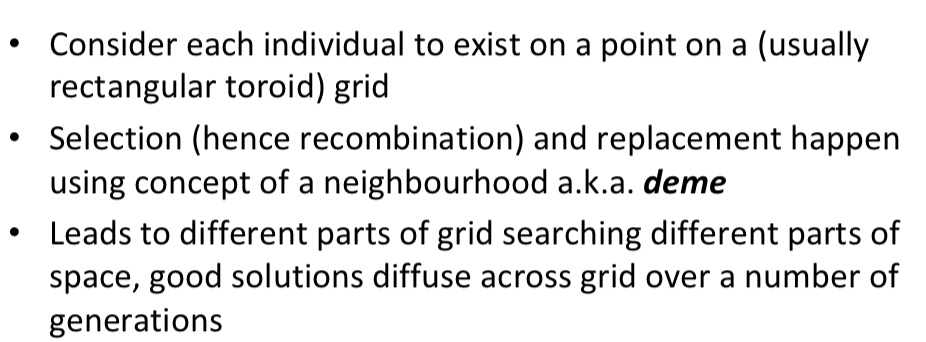 • Consider each individual to exist on a point on a (usually
rectangular toroid) grid
• Selection (hence recombination) and replacement happen
using concept of a neighbourhood a.k.a. deme
• Leads to different parts of grid searching different parts of
space, good solutions diffuse across grid over a number of
generations